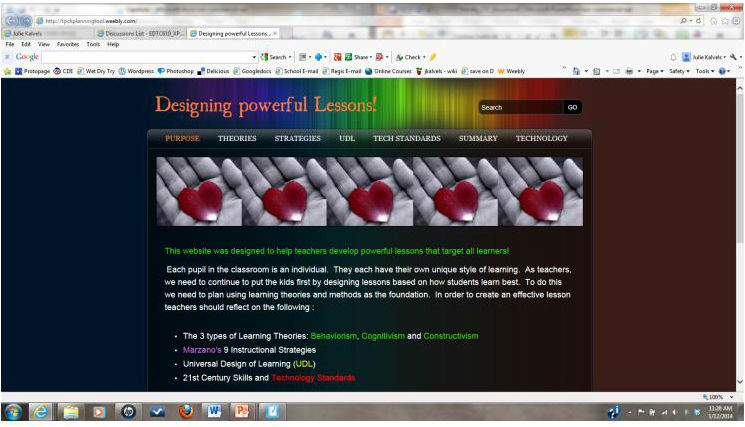 http://tpckplanningtool.weebly.com/
Julie Kalvels
Discussions List - EDTC610_XP...
Designing powerful Lessons...
File Edit View Favorites Tools Help
Google
Search
Share
Check
Julie Kalvels
Protopage
CDE
Wet Dry Try
Wordpress
Photoshop
Delicious
Googledocs
School E-mail
Regis E-mail
Online Courses
jkalvels - wiki
save on D
Weebly
Page
Safety
Tools
Designing powerful Lessons!
Search
GO
PURPOSE THEORIES STRATEGIES UDL TECH STANDARDS SUMMARY TECHNOLOGY
This website was designed to help teachers develop powerful lessons that target all learners!
Each pupil in the classroom is an individual. They each have their own unique style of learning. As teachers,
we need to continue to put the kids first by designing lessons based on how students learn best. To do this
we need to plan using learning theories and methods as the foundation. In order to create an effective lesson
teachers should reflect on the following :
• The 3 types of Learning Theories: Behaviorism, Cognitivism and Constructivism
• Marzano's 9 Instructional Strategies
• Universal Design of Learning (UDL)
• 21st Century Skills and Technology Standards
100%
11:28 AM
1/12/2014